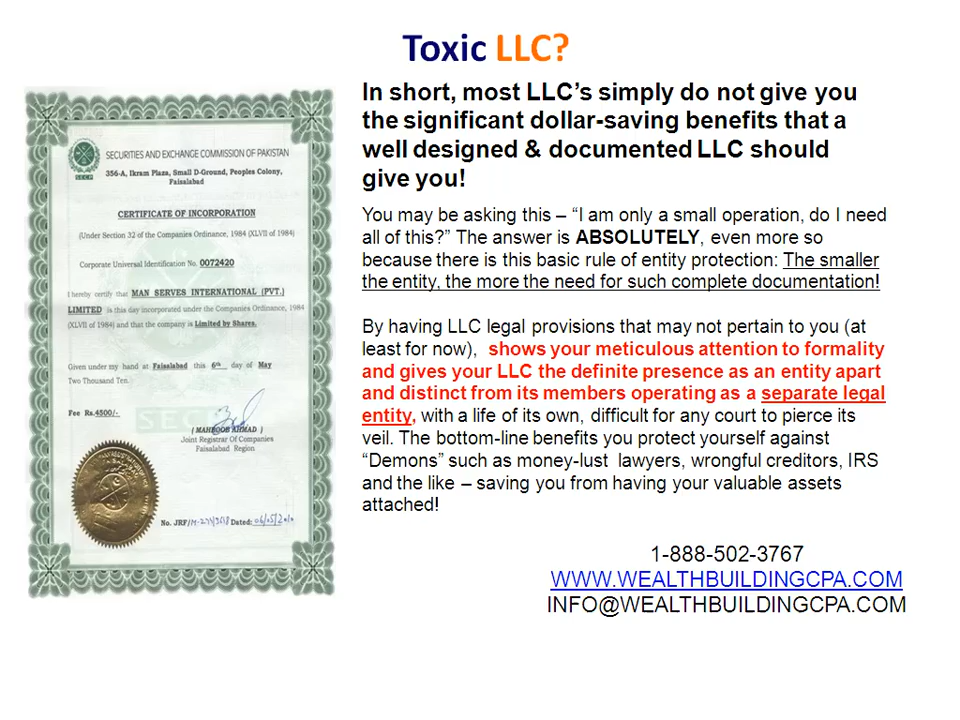 Toxic LLC?
SECURITIES AND EXCHANGE COMMISSION OF PAKISTAN
356-A, Ikram Plaza, Small D-Ground, Peoples Colony,
Faisalabad
SECP
CERTIFICATE OF INCORPORATION
(Under Section 32 of the Companies Ordinance, 1984 (XLVII of 1984)
Corporate Universal Identification No. 0072420
I hereby certify that MAN SERVES INTERNATIONAL (PVT.)
LIMITED is this day incorporated under the Companies Ordinance, 1984
(XLVII of 1984) and that the company is Limited by Shares.
Given under my hand at Faisalabad this 6th day of May
Two Thousand Ten.
Fee Rs.4500/-
SECP
( MAHBOOB AHMAD )
Joint Registrar Of Companies
Faisalabad Region
No. JRF/ Dated: 06/05/2010
In short, most LLC’s simply do not give you
the significant dollar-saving benefits that a
well designed & documented LLC should
give you!
You may be asking this – “I am only a small operation, do I need
all of this?” The answer is ABSOLUTELY, even more so
because there is this basic rule of entity protection: The smaller
the entity, the more the need for such complete documentation!
By having LLC legal provisions that may not pertain to you (at
least for now), shows your meticulous attention to formality
and gives your LLC the definite presence as an entity apart
and distinct from its members operating as a separate legal
entity, with a life of its own, difficult for any court to pierce its
veil. The bottom-line benefits you protect yourself against
“Demons” such as money-lust lawyers, wrongful creditors, IRS
and the like – saving you from having your valuable assets
attached!
1-888-502-3767
WWW.WEALTHBUILDINGCPA.COM
INFO@WEALTHBUILDINGCPA.COM